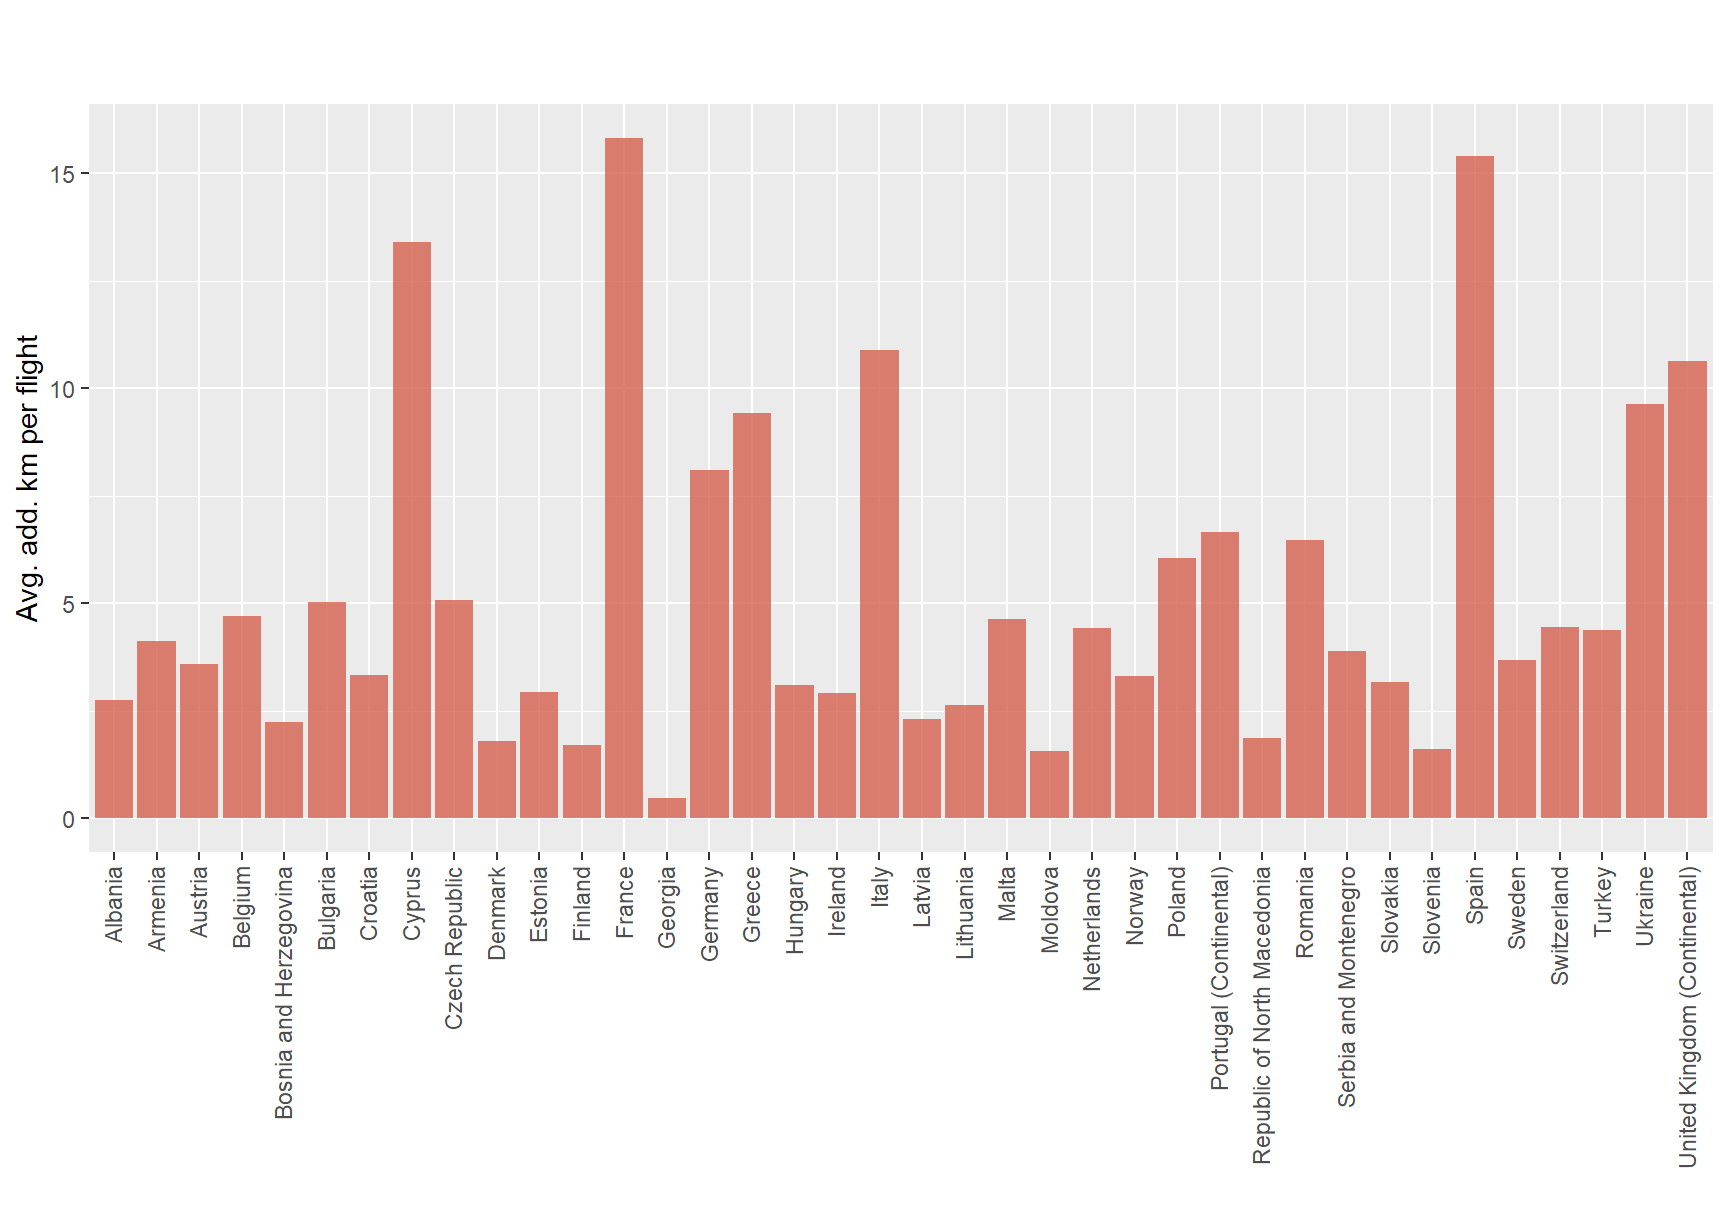 Avg. add. km per flight
15
10
5
0
Albania
Armenia
Austria
Belgium
Bosnia and Herzegovina
Bulgaria
Croatia
Cyprus
Czech Republic
Denmark
Estonia
Finland
France
Georgia
Germany
Greece
Hungary
Ireland
Italy
Latvia
Lithuania
Malta
Moldova
Netherlands
Norway
Poland
Portugal (Continental)
Republic of North Macedonia
Romania
Serbia and Montenegro
Slovakia
Slovenia
Spain
Sweden
Switzerland
Turkey
Ukraine
United Kingdom (Continental)